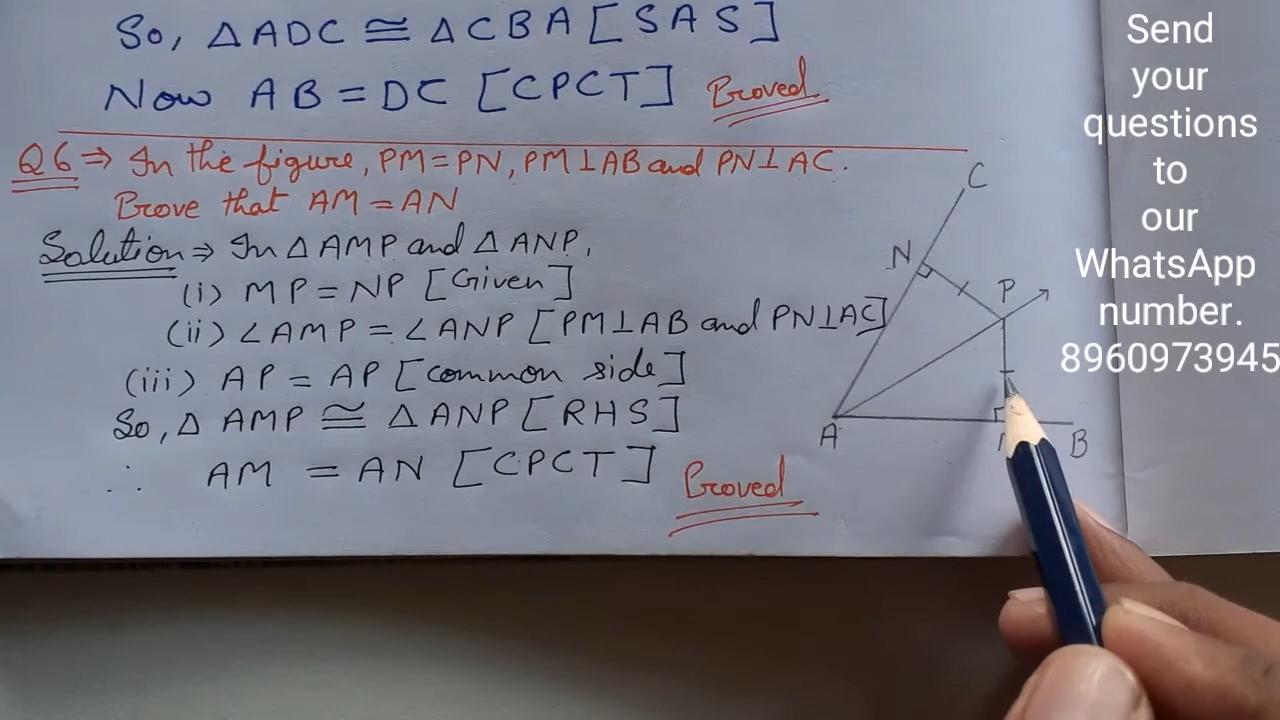 So, △ADC ≅ △CBA [SAS]
Now AB = DC [CPCT] Proved
Q6 ⇒ In the figure, PM = PN, PM ⊥ AB and PN ⊥ AC.
Prove that AM = AN
Solution ⇒ In △AMP and △ANP,
(i) MP = NP [Given]
(ii) ∠AMP = ∠ANP [PM ⊥ AB and PN ⊥ AC]
(iii) AP = AP [common side]
So, △ AMP ≅ △ANP [RHS]
∴ AM = AN [CPCT] Proved
C
N
P
A
B
Send
your
questions
to
our
WhatsApp
number.
8960973945